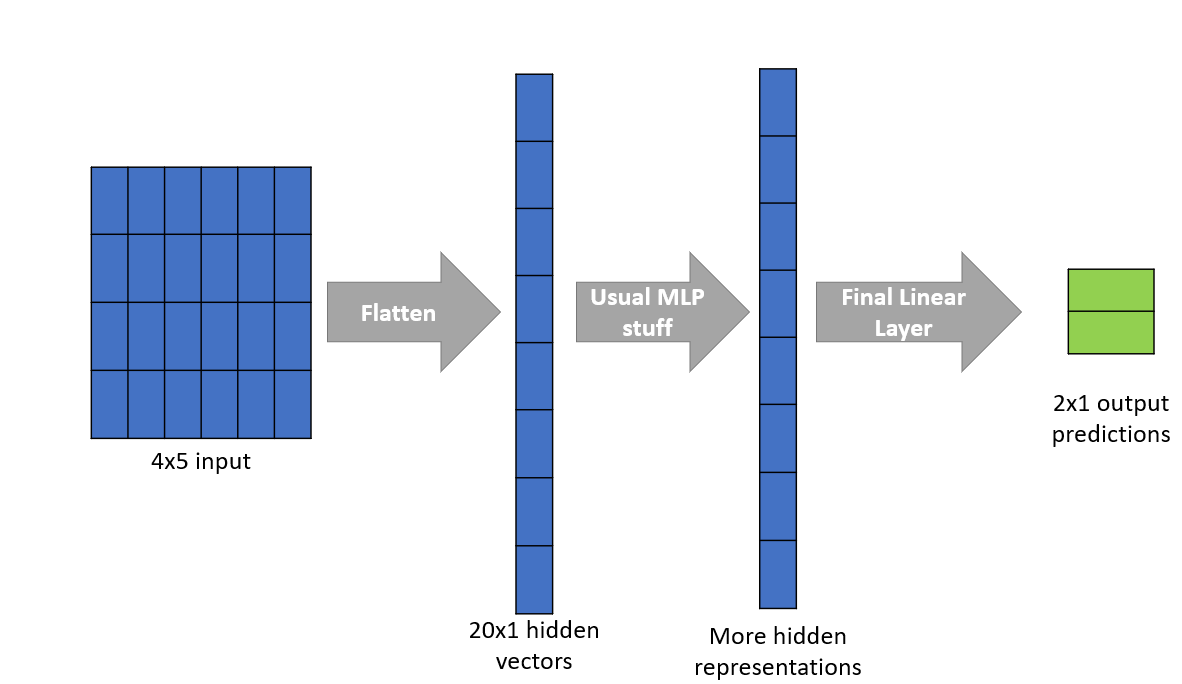 Flatten
Usual MLP
stuff
Final Linear
Layer
4x5 input
20x1 hidden
vectors
More hidden
representations
2x1 output
predictions